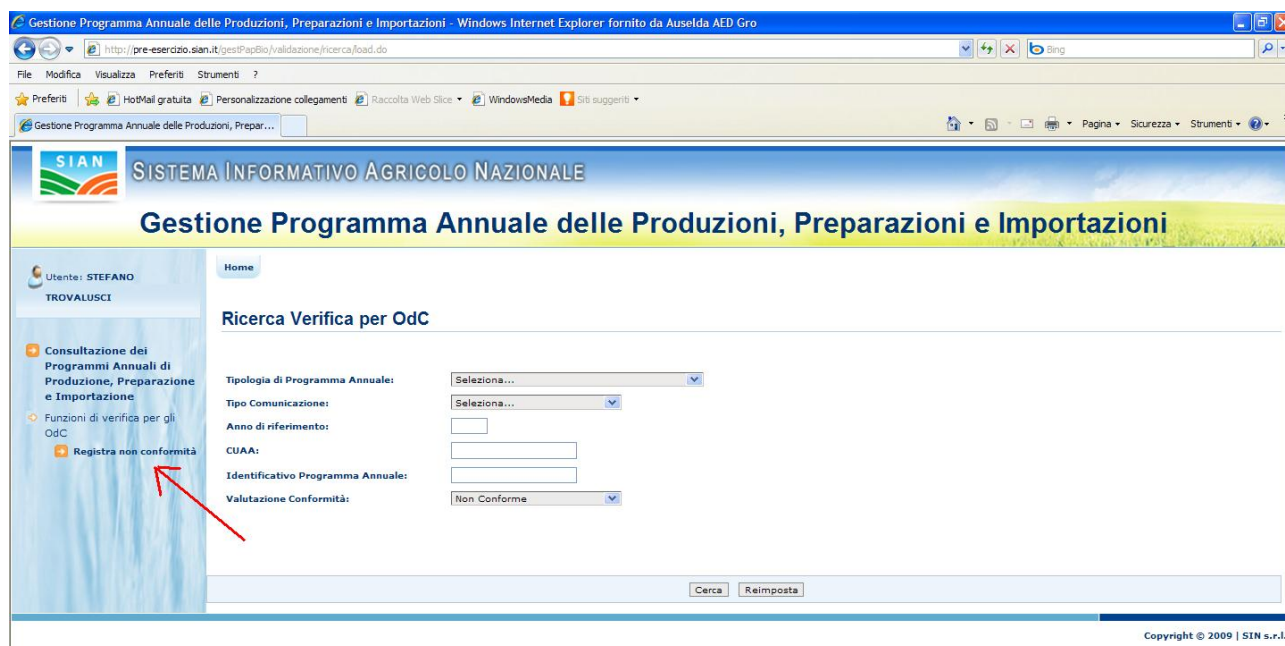 Gestione Programma Annuale delle Produzioni, Preparazioni e Importazioni - Windows Internet Explorer fornito da Auselda AED Gro
http://pre-esercizio.sian.it/gestPapBio/validazione/ricerca/load.do
Bing
File Modifica Visualizza Preferiti Strumenti ?
Preferiti HotMail gratuita Personalizzazione collegamenti Raccolta Web Slice WindowsMedia Siti suggeriti
Gestione Programma Annuale delle Produzioni, Prepar...
Pagina Sicurezza Strumenti
SIAN
SISTEMA INFORMATIVO AGRICOLO NAZIONALE
Gestione Programma Annuale delle Produzioni, Preparazioni e Importazioni
Utente: STEFANO
TROVALUSCI
Home
Ricerca Verifica per OdC
Consultazione dei
Programmi Annuali di
Produzione, Preparazione
e Importazione
Funzioni di verifica per gli
OdC
Registra non conformità
Tipologia di Programma Annuale: Seleziona...
Tipo Comunicazione: Seleziona...
Anno di riferimento:
CUAA:
Identificativo Programma Annuale:
Valutazione Conformità: Non Conforme
Cerca Reimposta
Copyright © 2009 | SIN s.r.l.